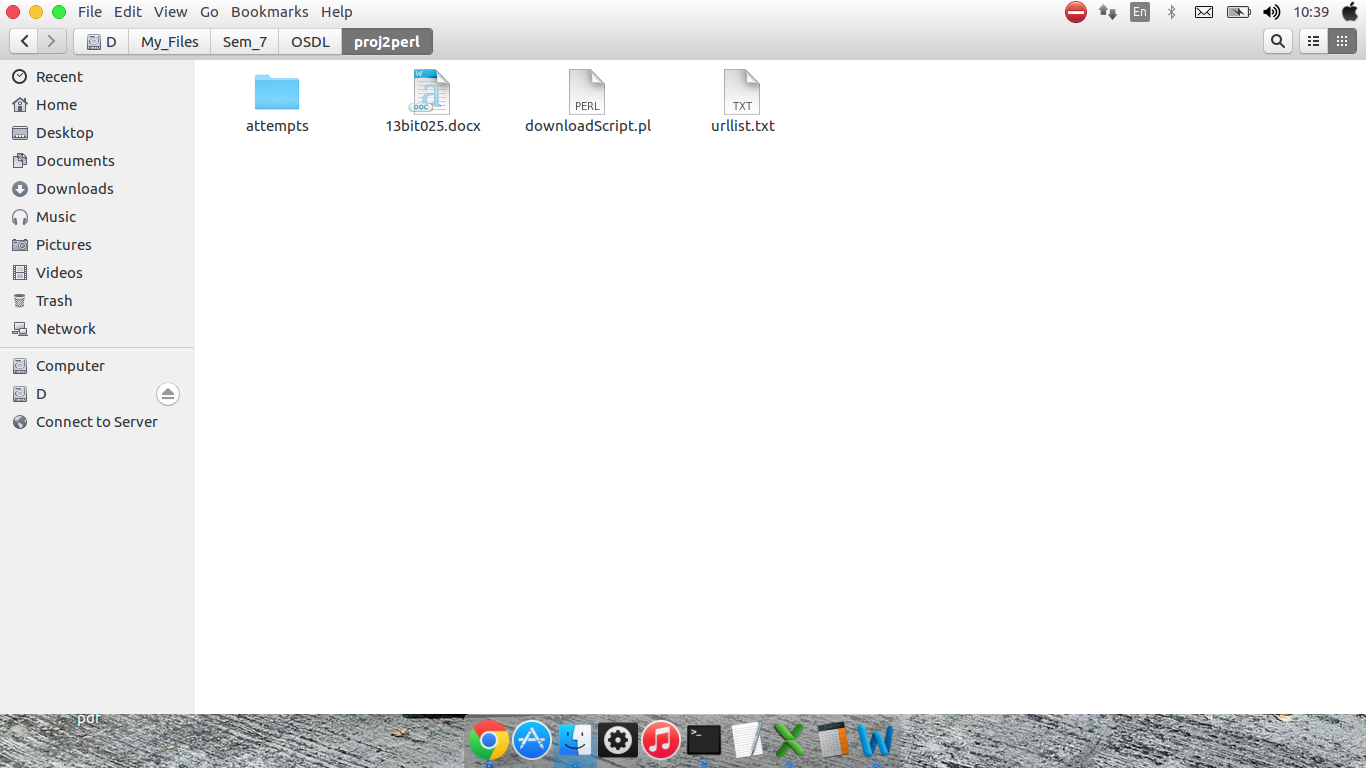 File Edit View Go Bookmarks Help En 10:39
D My_Files Sem_7 OSDL proj2perl
Recent
Home
Desktop
Documents
Downloads
Music
Pictures
Videos
Trash
Network
Computer
D
Connect to Server
W
a
DOC
PERL
TXT
attempts 13bit025.docx downloadScript.pl urllist.txt
pdf
>_